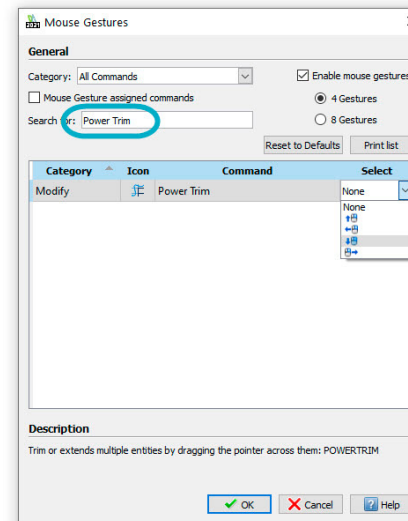 2021 Mouse Gestures
General
Category: All Commands Enable mouse gestures
Mouse Gesture assigned commands 4 Gestures
Search for: Power Trim 8 Gestures
Reset to Defaults Print list
Category Icon Command Select
Modify Power Trim None
None
Description
Trim or extends multiple entities by dragging the pointer across them: POWERTRIM
OK Cancel Help